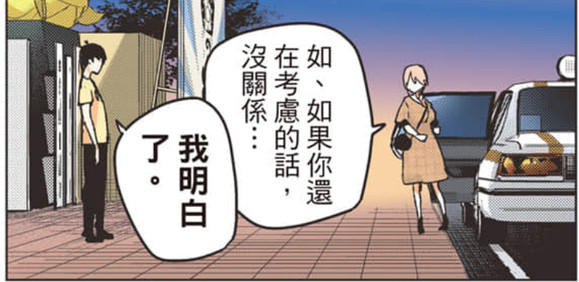 如、如果你還
在考慮的話，
沒關係…
我明白
了。